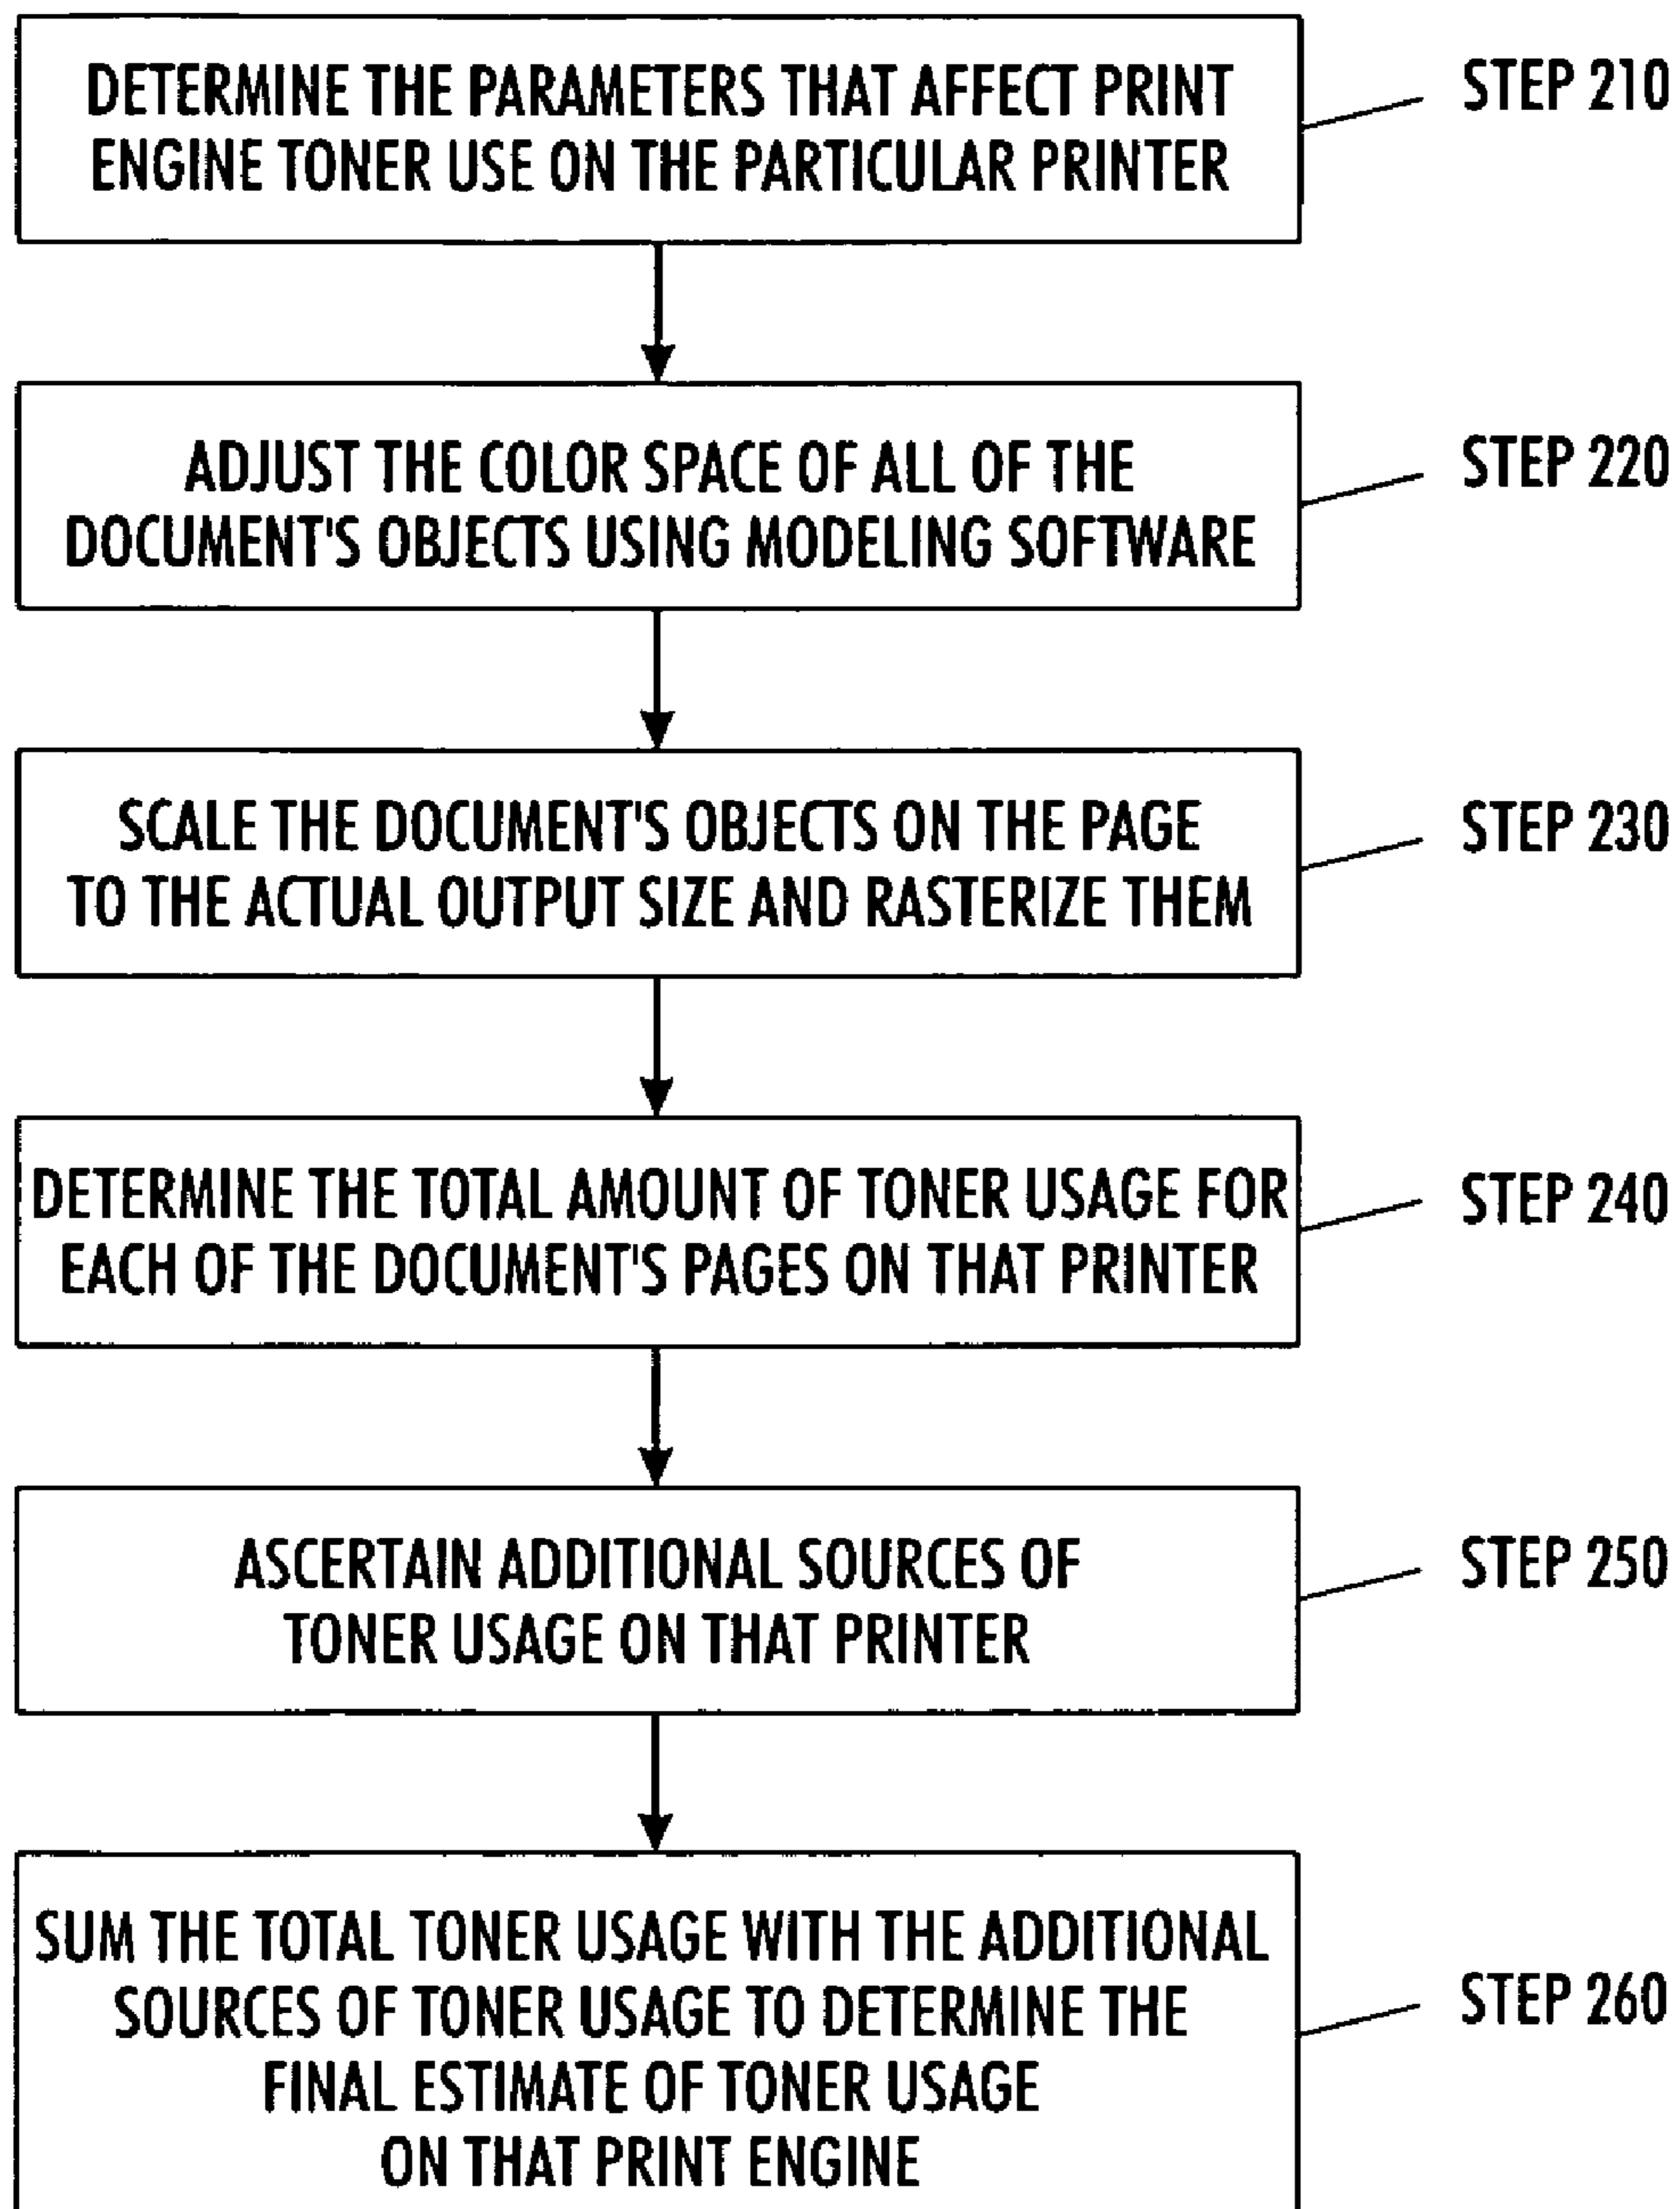 DETERMINE THE PARAMETERS THAT AFFECT PRINT
ENGINE TONER USE ON THE PARTICULAR PRINTER
STEP 210
ADJUST THE COLOR SPACE OF ALL OF THE
DOCUMENT'S OBJECTS USING MODELING SOFTWARE
STEP 220
SCALE THE DOCUMENT'S OBJECTS ON THE PAGE
TO THE ACTUAL OUTPUT SIZE AND RASTERIZE THEM
STEP 230
DETERMINE THE TOTAL AMOUNT OF TONER USAGE FOR
EACH OF THE DOCUMENT'S PAGES ON THAT PRINTER
STEP 240
ASCERTAIN ADDITIONAL SOURCES OF
TONER USAGE ON THAT PRINTER
STEP 250
SUM THE TOTAL TONER USAGE WITH THE ADDITIONAL
SOURCES OF TONER USAGE TO DETERMINE THE
FINAL ESTIMATE OF TONER USAGE
ON THAT PRINT ENGINE
STEP 260